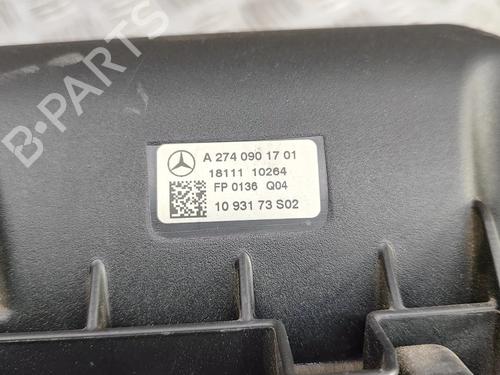 A 274 090 17 01
18111 10264
FP 0136 Q04
10 931 73 S02
B-PARTS